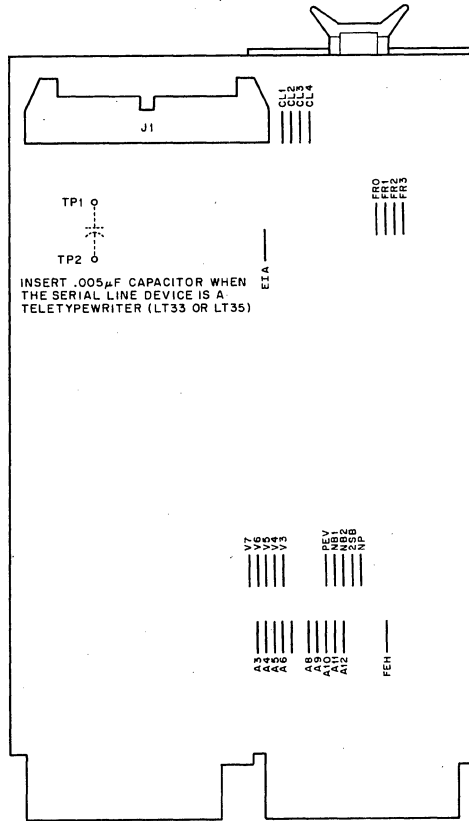 CL1
CL2
CL3
CL4
J1
FR0
FR1
FR2
FR3
TP1
TP2
EIA
INSERT .005µF CAPACITOR WHEN
THE SERIAL LINE DEVICE IS A
TELETYPEWRITER (LT33 OR LT35)
V7
V6
V5
V4
V3
PEV
NB1
NB2
2SB
NP
A3
A4
A5
A6
A8
A9
A10
A11
A12
FEH